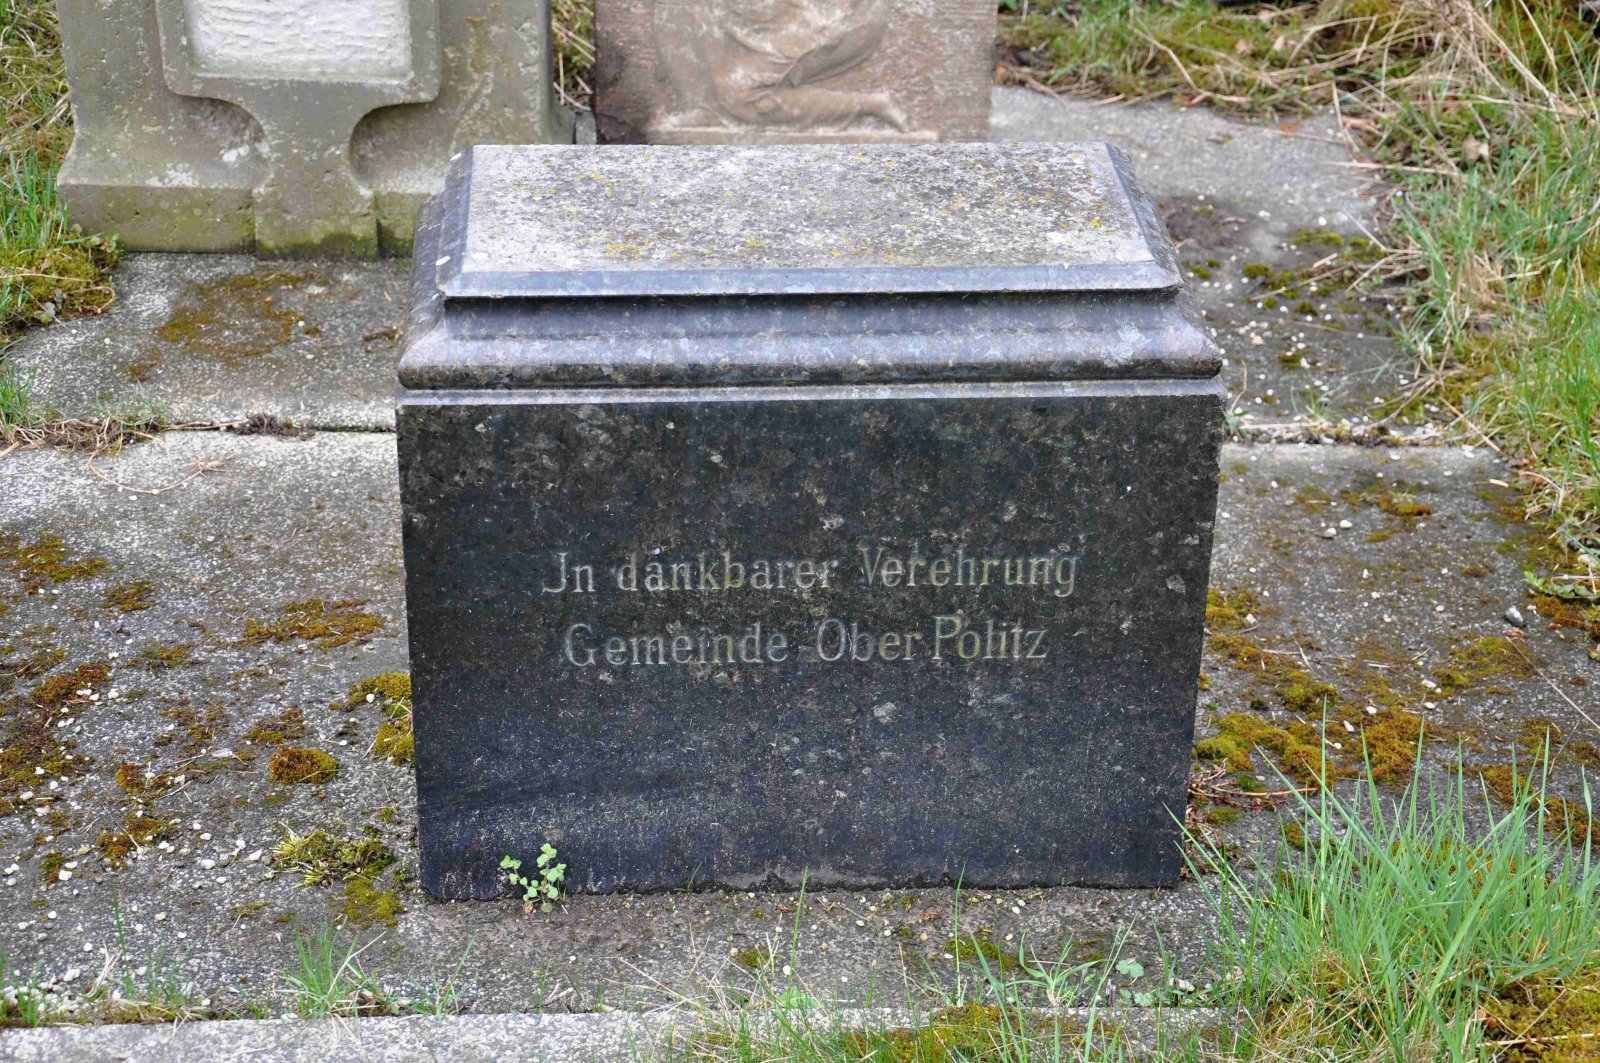 Jn dankbarer Verehrung
Gemeinde Ober Politz